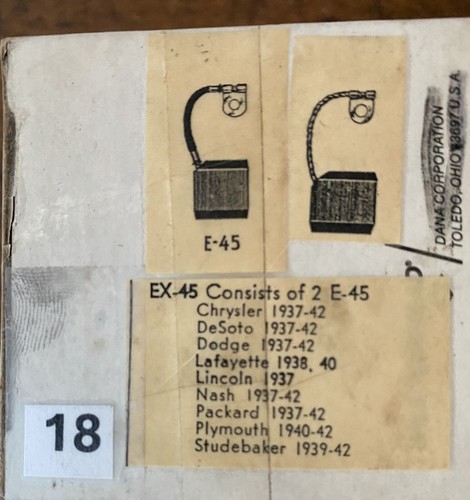 E-45
DANA CORPORATION
TOLEDO, OHIO 43697 U.S.A.
EX-45 Consists of 2 E-45
Chrysler 1937-42
DeSoto 1937-42
Dodge 1937-42
Lafayette 1938, 40
Lincoln 1937
Nash 1937-42
Packard 1937-42
Plymouth 1940-42
Studebaker 1939-42
18